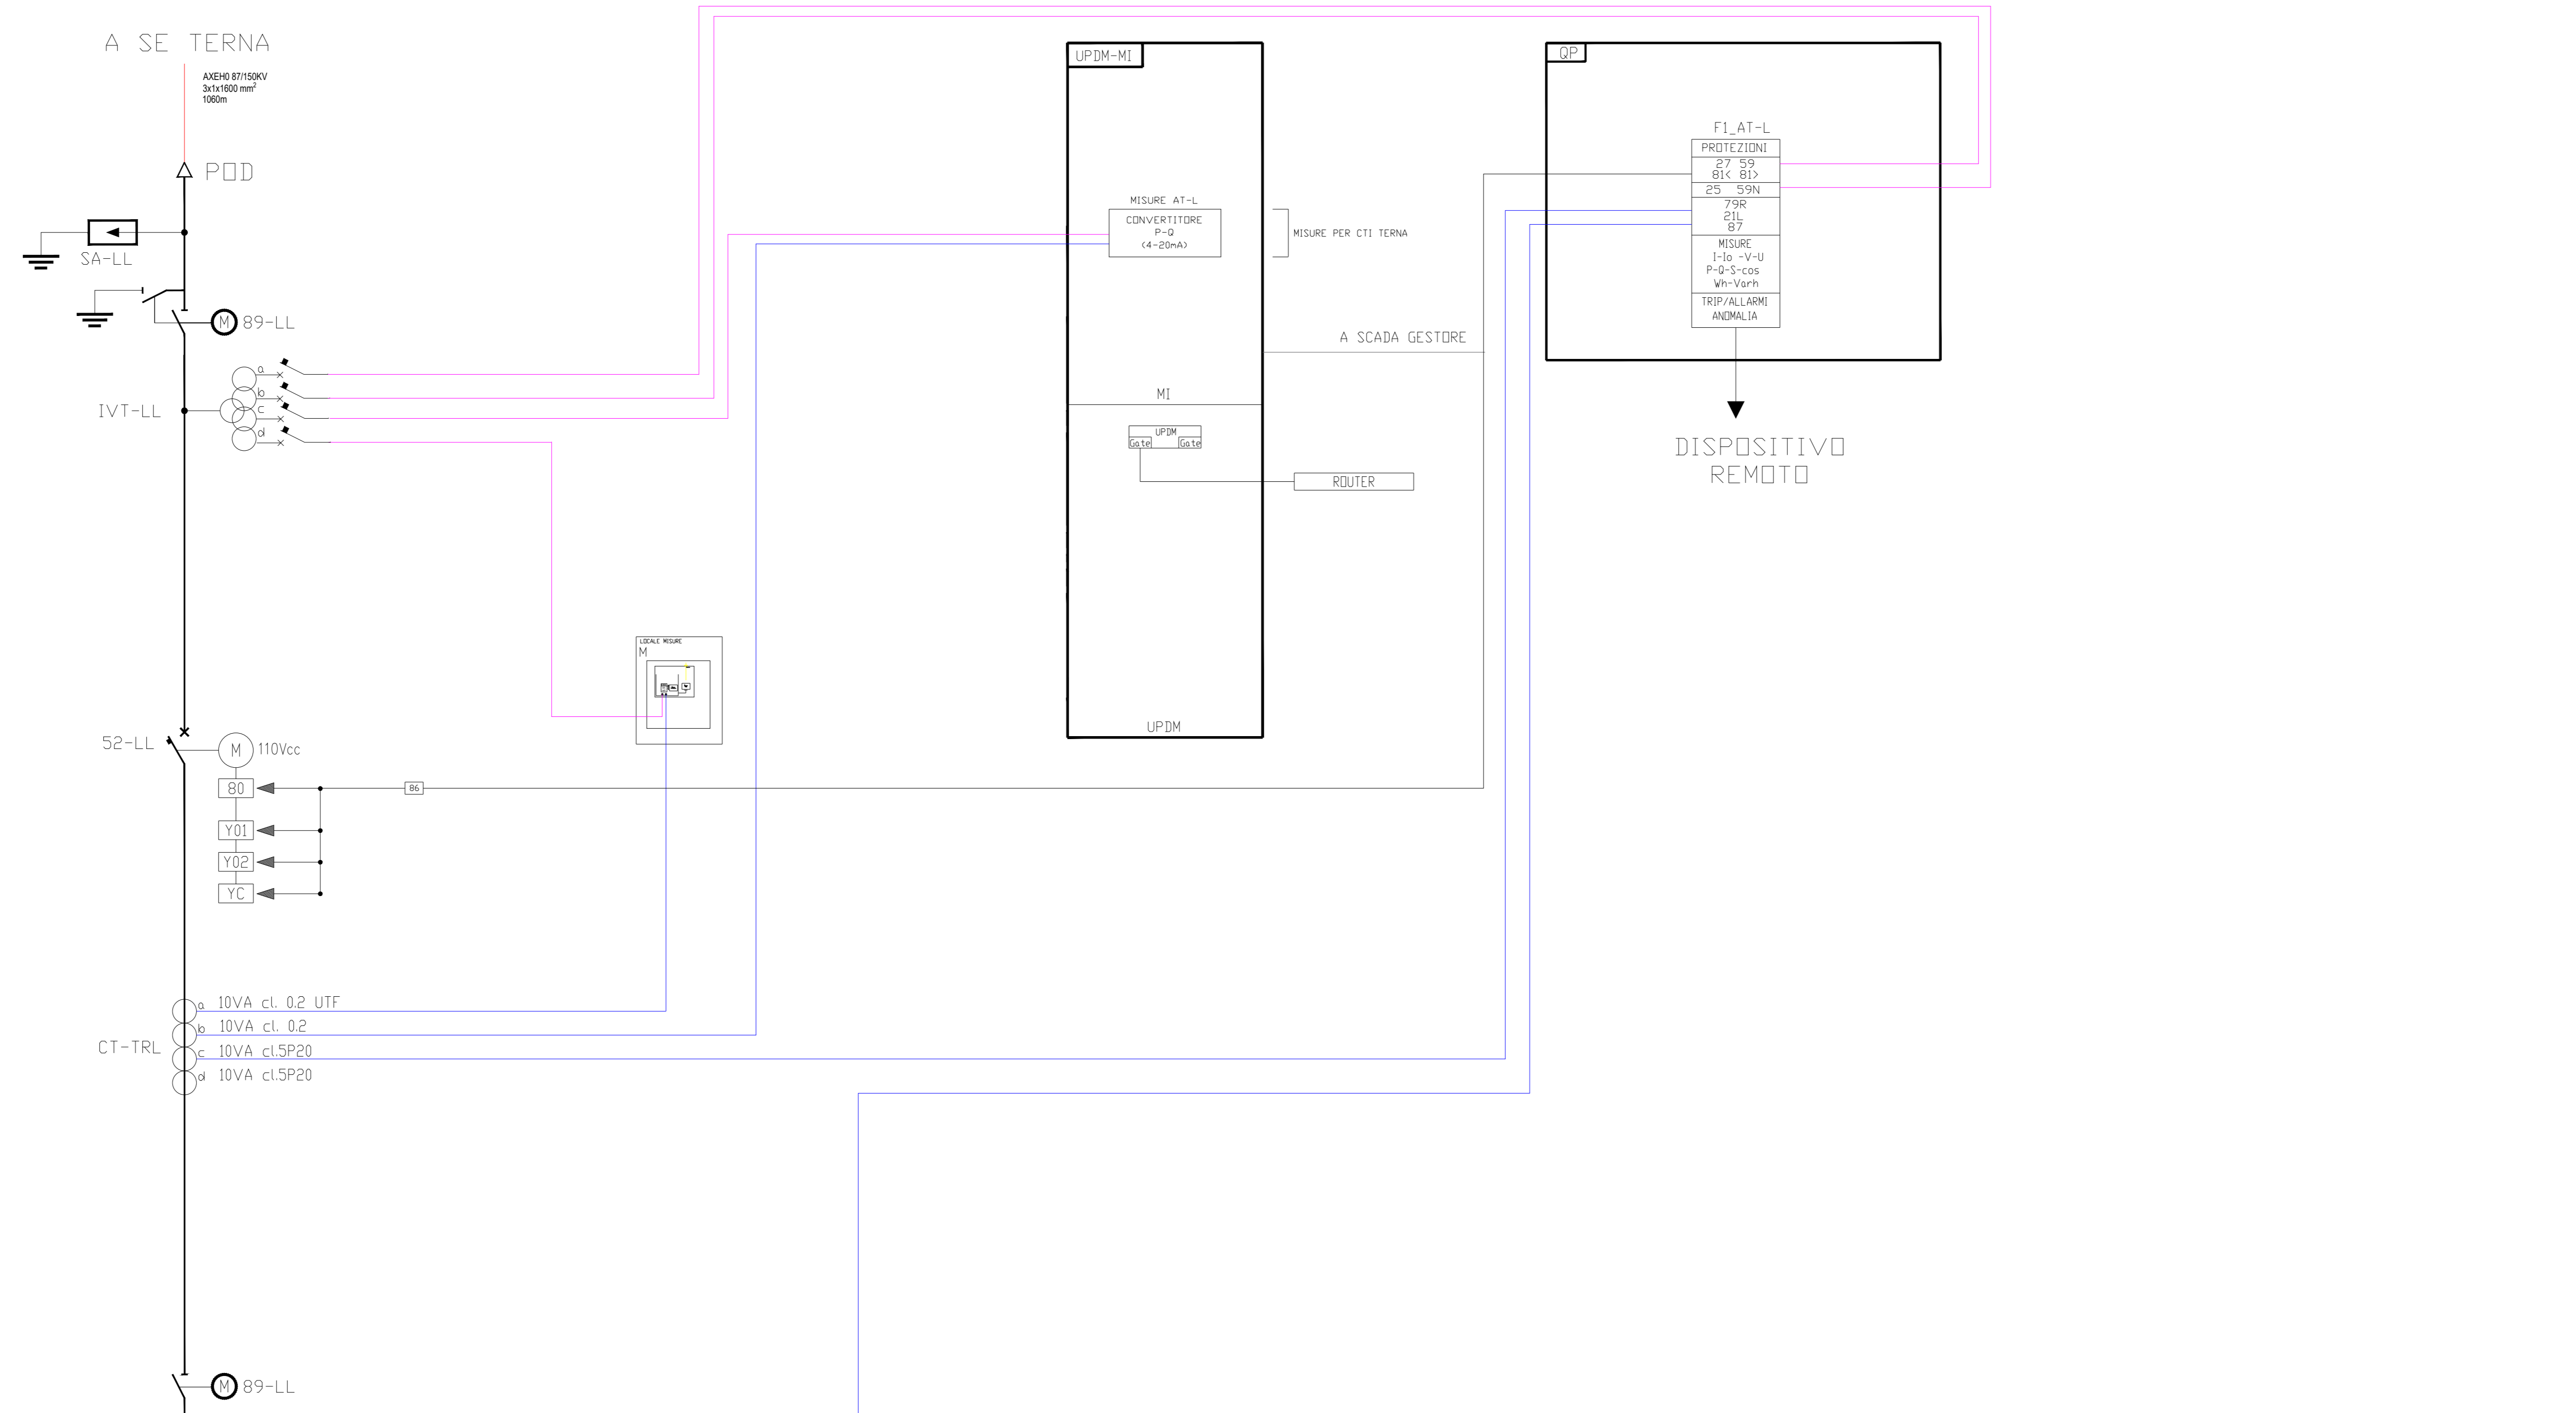 A SE TERNA
AXEH0 87/150KV
3x1x1600 mm²
1060m
POD
SA-LL
M
89-LL
a
b
c
d
IVT-LL
52-LL
M
110Vcc
80
Y01
Y02
YC
86
a 10VA cl. 0.2 UTF
b 10VA cl. 0.2
CT-TRL
c 10VA cl.5P20
d 10VA cl.5P20
M
89-LL
LOCALE MISURE
M
UPDM-MI
MISURE AT-L
CONVERTITORE
P-Q
(4-20mA)
MISURE PER CTI TERNA
A SCADA GESTORE
MI
UPDM
Gate
Gate
ROUTER
UPDM
QP
F1_AT-L
PROTEZIONI
27 59
81< 81>
25 59N
79R
21L
87
MISURE
I-Io -V-U
P-Q-S-cos
Wh-Varh
TRIP/ALLARMI
ANOMALIA
DISPOSITIVO
REMOTO